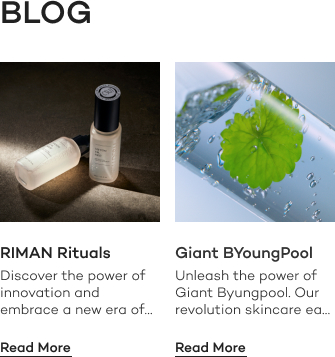 BLOG
RIMAN Rituals
Discover the power of
innovation and
embrace a new era of...
Read More
Giant BYoungPool
Unleash the power of
Giant Byungpool. Our
revolution skincare ea...
Read More